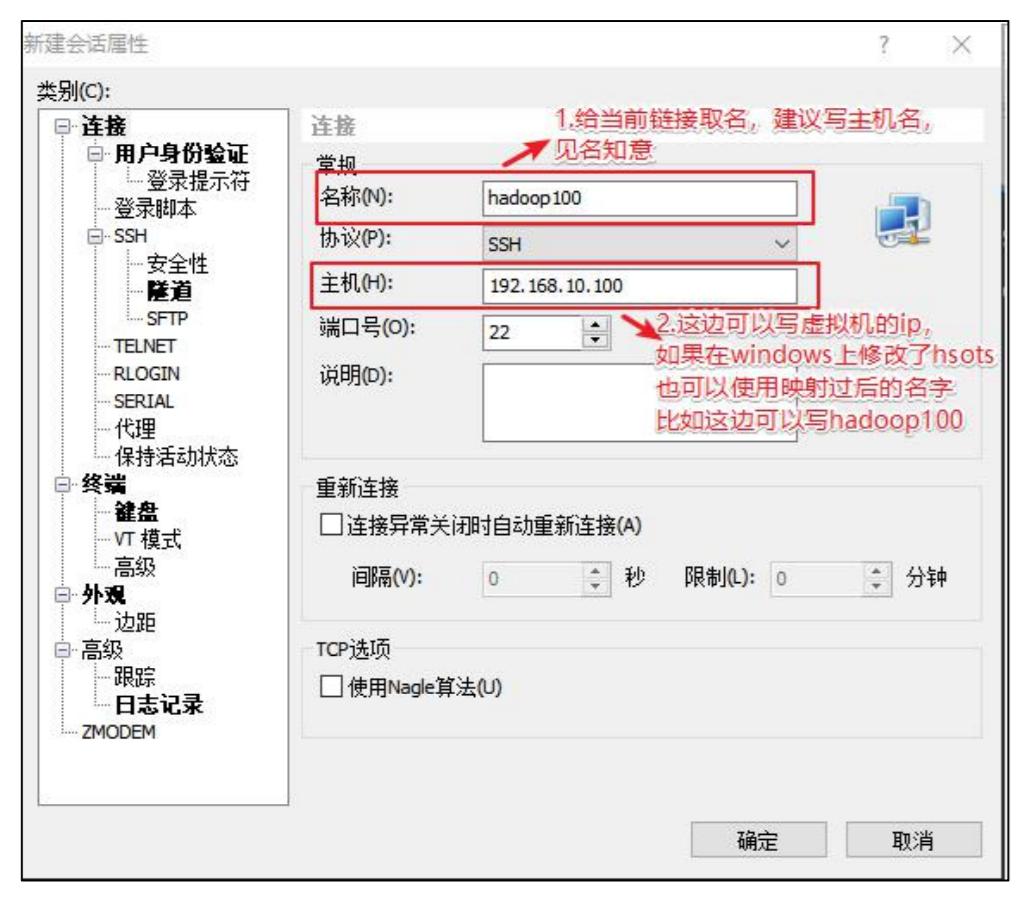 新建会话属性
类别(C):
连接
用户身份验证
登录提示符
登录脚本
SSH
安全性
隧道
SFTP
TELNET
RLOGIN
SERIAL
代理
保持活动状态
终端
键盘
VT 模式
高级
外观
边距
高级
跟踪
日志记录
ZMODEM
连接
1.给当前链接取名，建议写主机名，
见名知意
常规
名称(N): hadoop100
协议(P): SSH
主机(H): 192.168.10.100
端口号(O): 22
2.这边可以写虚拟机的ip,
如果在windows上修改了hsots
也可以使用映射过后的名字
比如这边可以写hadoop100
说明(D):
重新连接
连接异常关闭时自动重新连接(A)
间隔(V): 0 秒 限制(L): 0 分钟
TCP选项
使用Nagle算法(U)
确定 取消